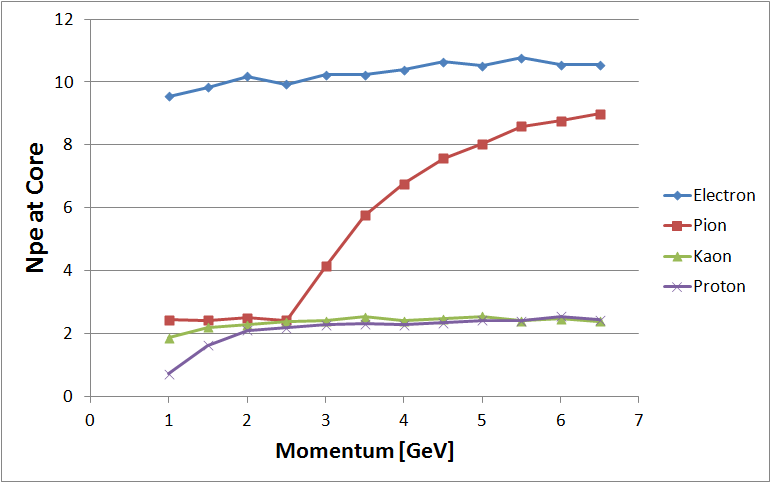 12
10
8
6
4
2
0
Npe at Core
0 1 2 3 4 5 6 7
Momentum [GeV]
Electron
Pion
Kaon
Proton